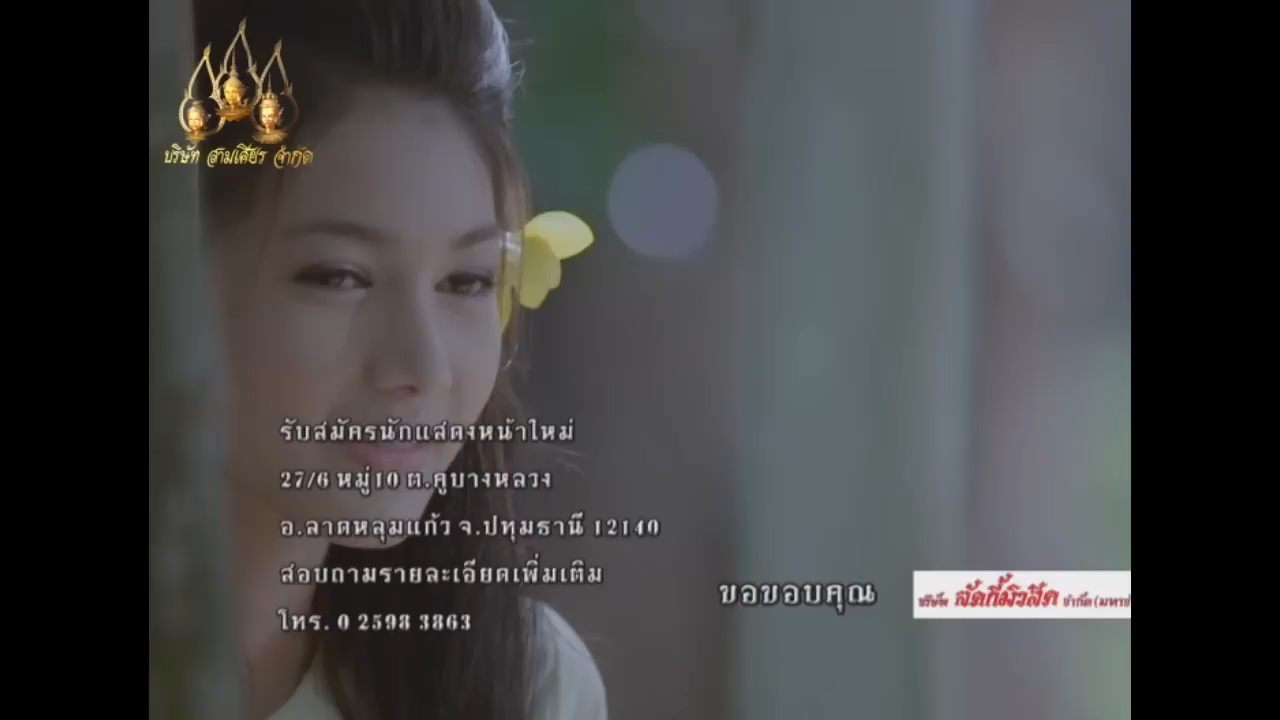 บริษัท สามเศียร จำกัด
รับสมัครนักแสดงหน้าใหม่
27/6 หมู่10 ต.คูบางหลวง
อ.ลาดหลุมแก้ว จ.ปทุมธานี 12140
สอบถามรายละเอียดเพิ่มเติม
โทร. 0 2598 3863
ขอขอบคุณ
บริษัท ลัคกี้มิวสิค จำกัด(มหาช